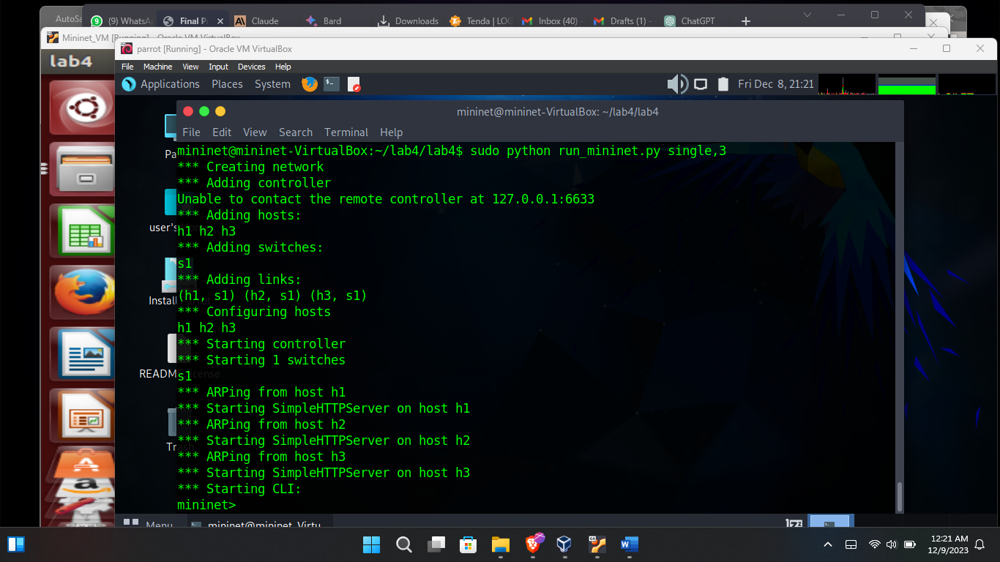 AutoSa
(9) WhatsAp
Final P
Claude
Bard
Downloads
Tenda | LOG
Inbox (40) -
Drafts (1) -
ChatGPT
Mininet_VM [Running] - Oracle VM VirtualBox
lab4
parrot [Running] - Oracle VM VirtualBox
File Machine View Input Devices Help
Applications Places System
Fri Dec 8, 21:21
mininet@mininet-VirtualBox: ~/lab4/lab4
File Edit View Search Terminal Help
Pa
user's
Install
README license
Trash
mininet@mininet-VirtualBox:~/lab4/lab4$ sudo python run_mininet.py single,3
*** Creating network
*** Adding controller
Unable to contact the remote controller at 127.0.0.1:6633
*** Adding hosts:
h1 h2 h3
*** Adding switches:
s1
*** Adding links:
(h1, s1) (h2, s1) (h3, s1)
*** Configuring hosts
h1 h2 h3
*** Starting controller
*** Starting 1 switches
s1
*** ARPing from host h1
*** Starting SimpleHTTPServer on host h1
*** ARPing from host h2
*** Starting SimpleHTTPServer on host h2
*** ARPing from host h3
*** Starting SimpleHTTPServer on host h3
*** Starting CLI:
mininet>
Menu
mininet@mininet-Virtu
12:21 AM
12/9/2023